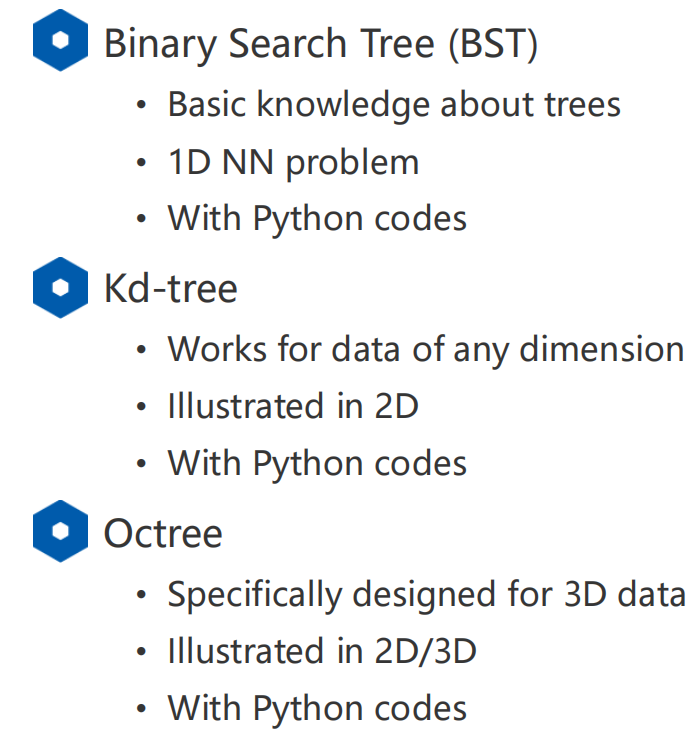 Binary Search Tree (BST)
• Basic knowledge about trees
• 1D NN problem
• With Python codes
Kd-tree
• Works for data of any dimension
• Illustrated in 2D
• With Python codes
Octree
• Specifically designed for 3D data
• Illustrated in 2D/3D
• With Python codes